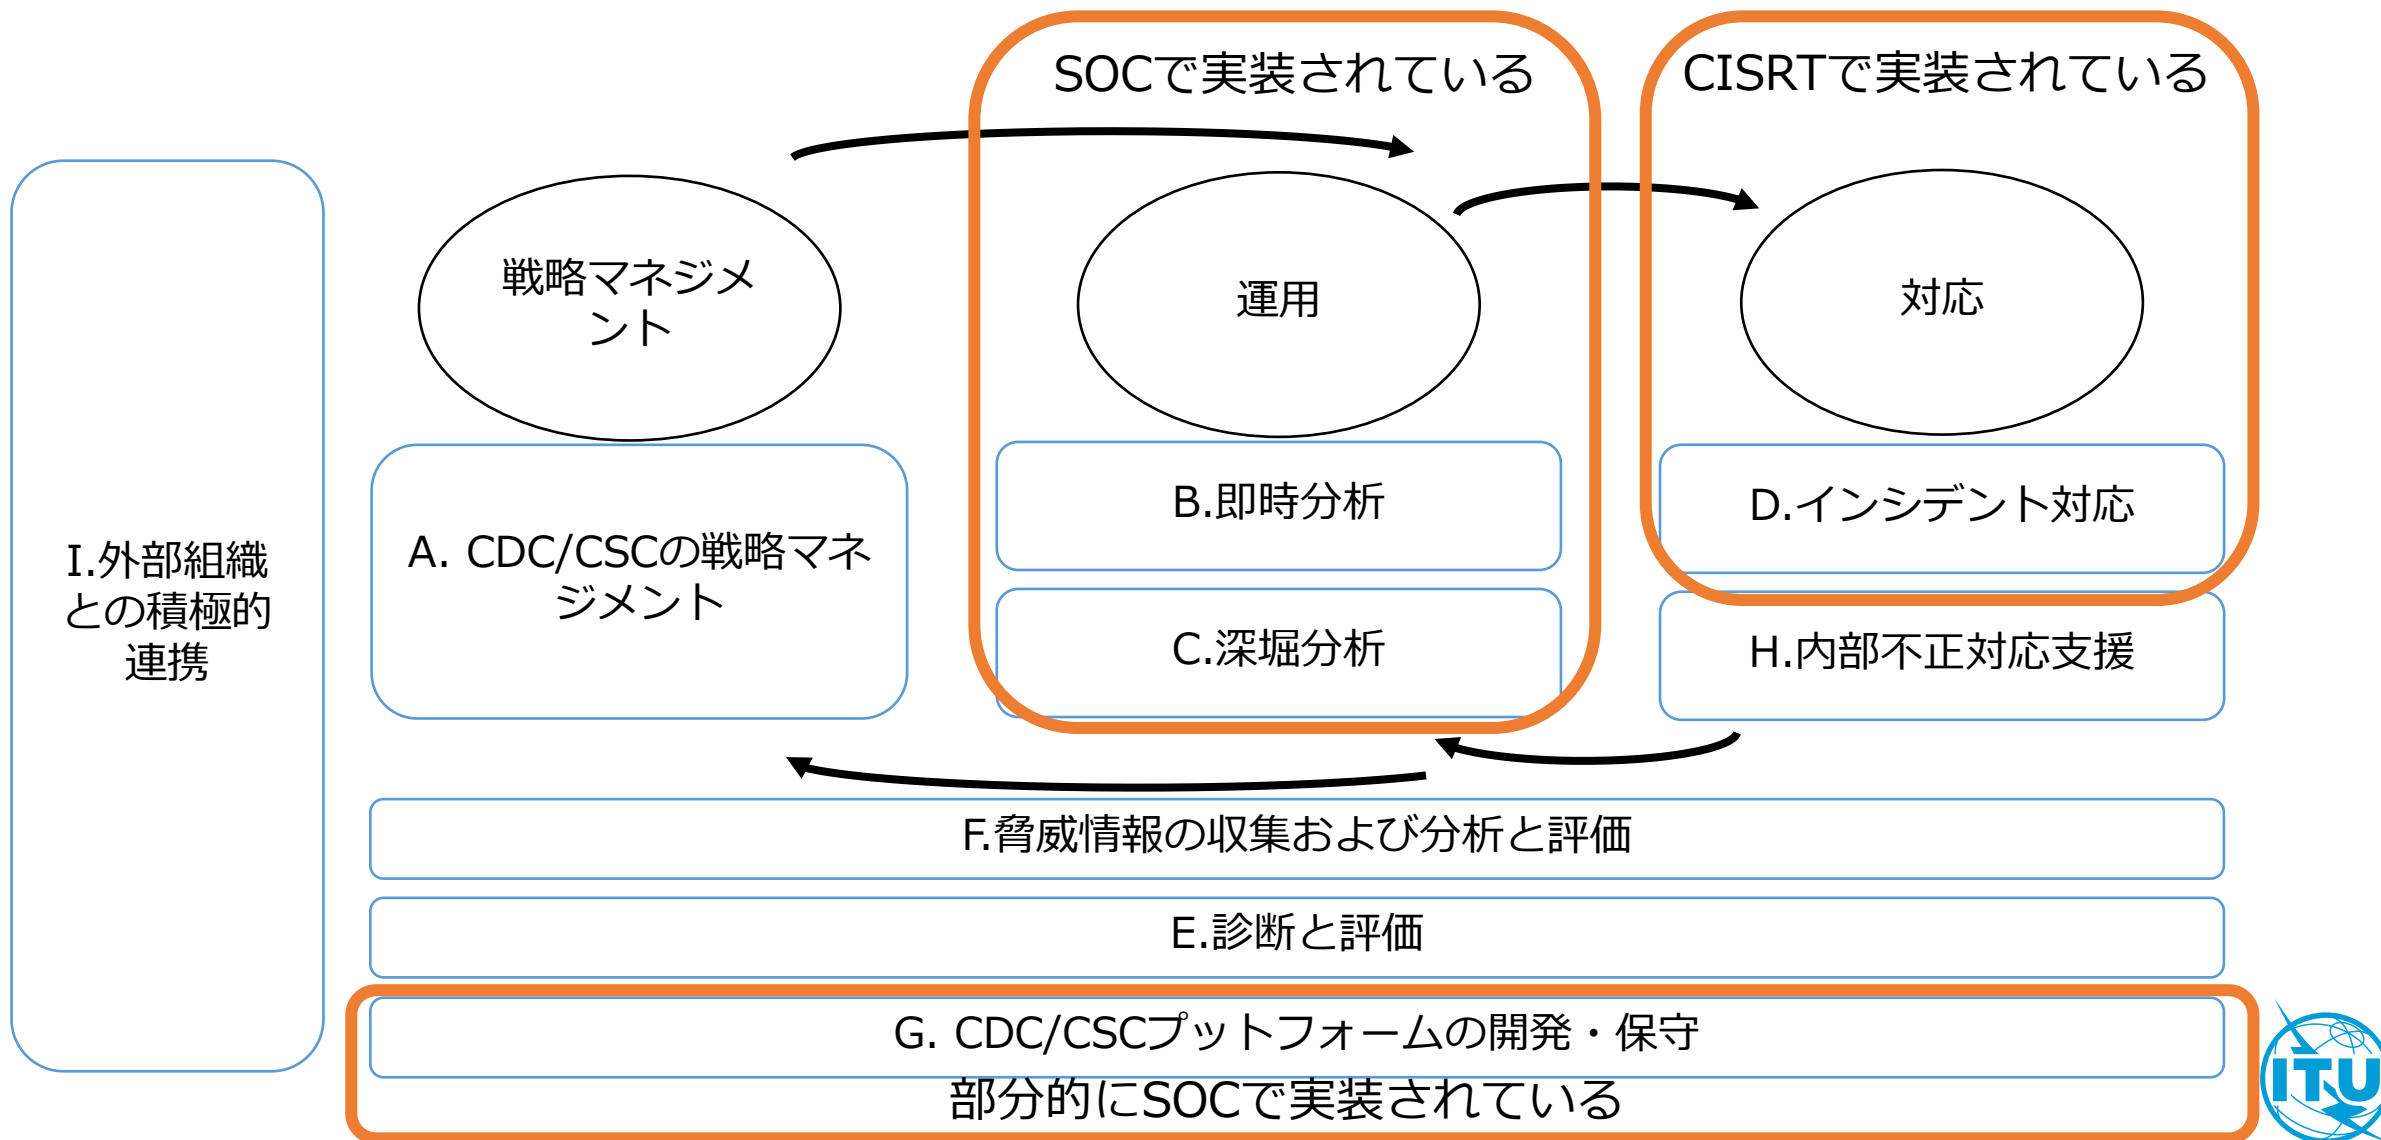 SOCで実装されている
CISRTで実装されている
戦略マネジメ
ント
運用
対応
I.外部組織
との積極的
連携
A. CDC/CSCの戦略マネ
ジメント
B.即時分析
C.深堀分析
D.インシデント対応
H.内部不正対応支援
F.脅威情報の収集および分析と評価
E.診断と評価
G. CDC/CSCプットフォームの開発・保守
部分的にSOCで実装されている
ITU